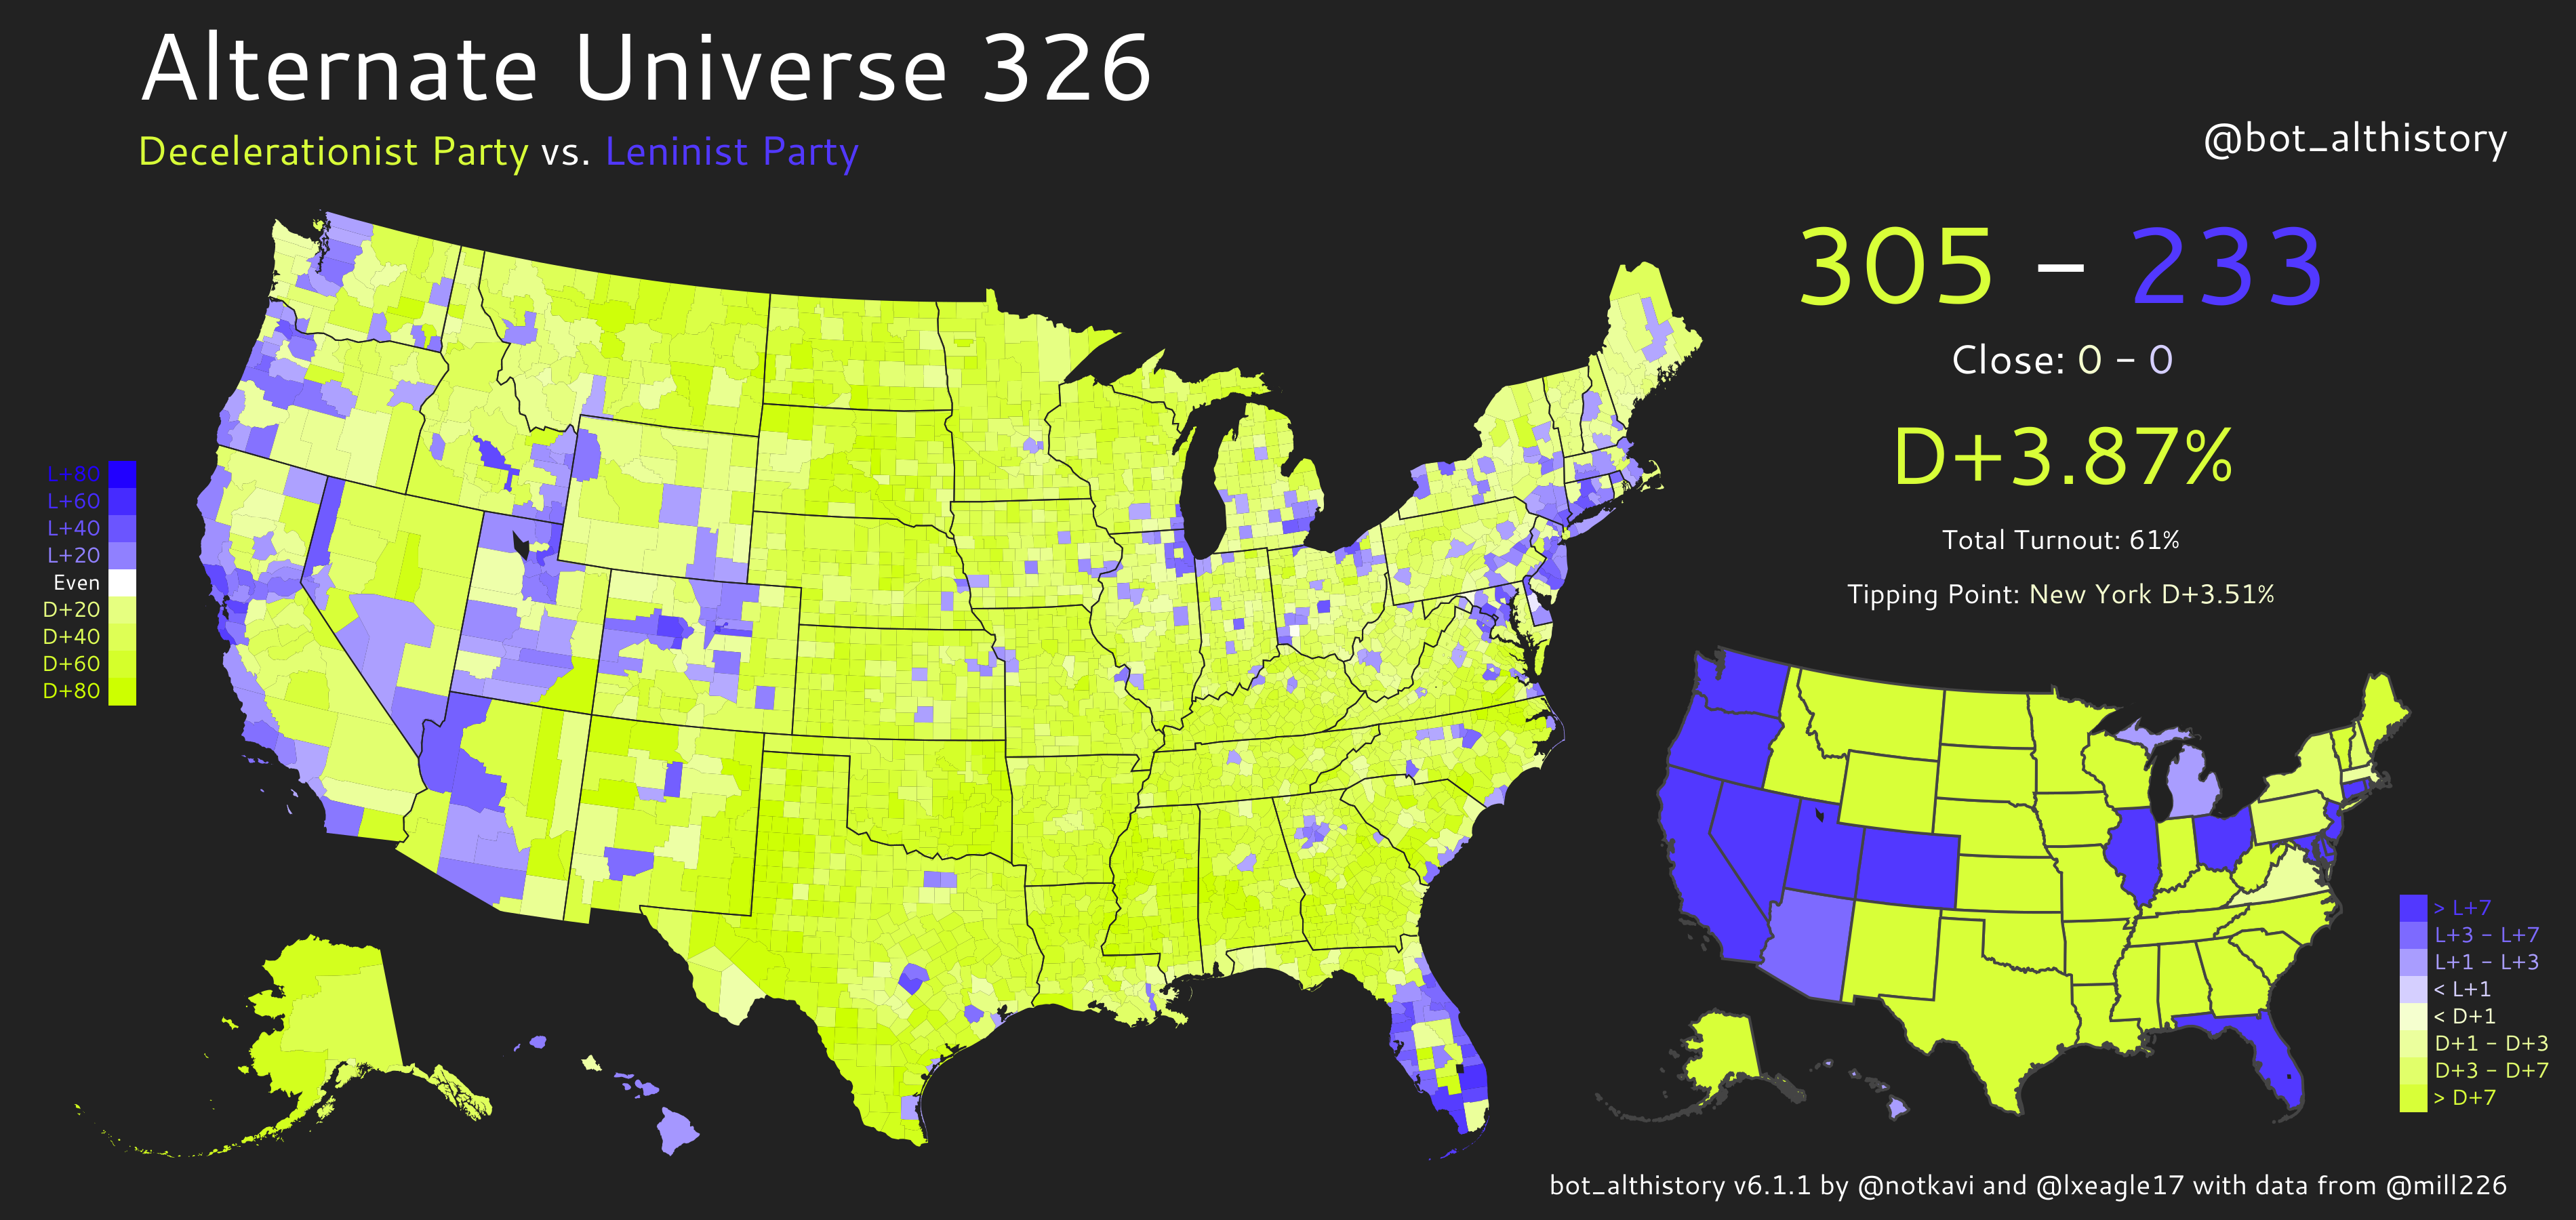 Alternate Universe 326
Decelerationist Party vs. Leninist Party
@bot_althistory
305 – 233
Close: 0 – 0
D+3.87%
Total Turnout: 61%
Tipping Point: New York D+3.51%
L+80
L+60
L+40
L+20
Even
D+20
D+40
D+60
D+80
> L+7
L+3 – L+7
L+1 – L+3
< L+1
< D+1
D+1 – D+3
D+3 – D+7
> D+7
bot_althistory v6.1.1 by @notkavi and @lxeagle17 with data from @mill226